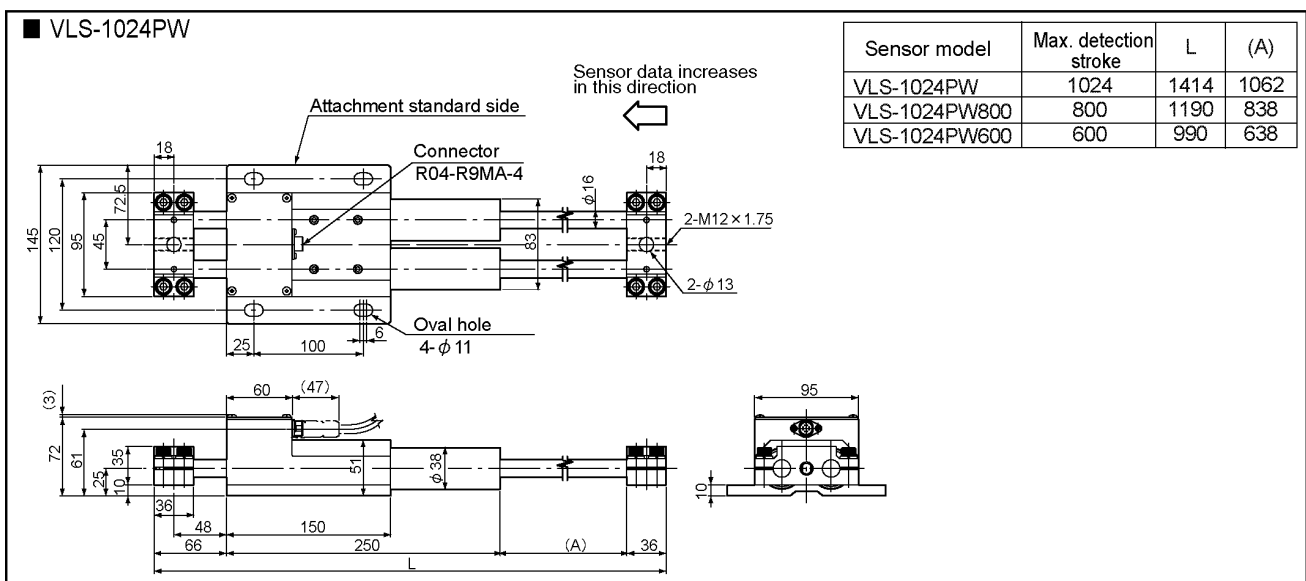 ■ VLS-1024PW
Sensor model Max. detection stroke L (A)
VLS-1024PW 1024 1414 1062
VLS-1024PW800 800 1190 838
VLS-1024PW600 600 990 638
Sensor data increases
in this direction
Attachment standard side
Connector
R04-R9MA-4
18
18
φ16
72.5
145
120
95
45
83
2-M12×1.75
2-φ13
Oval hole
4-φ11
6
25
100
60
(47)
95
(3)
72
61
35
25
10
51
φ38
10
36
48
150
66
250
(A)
36
L